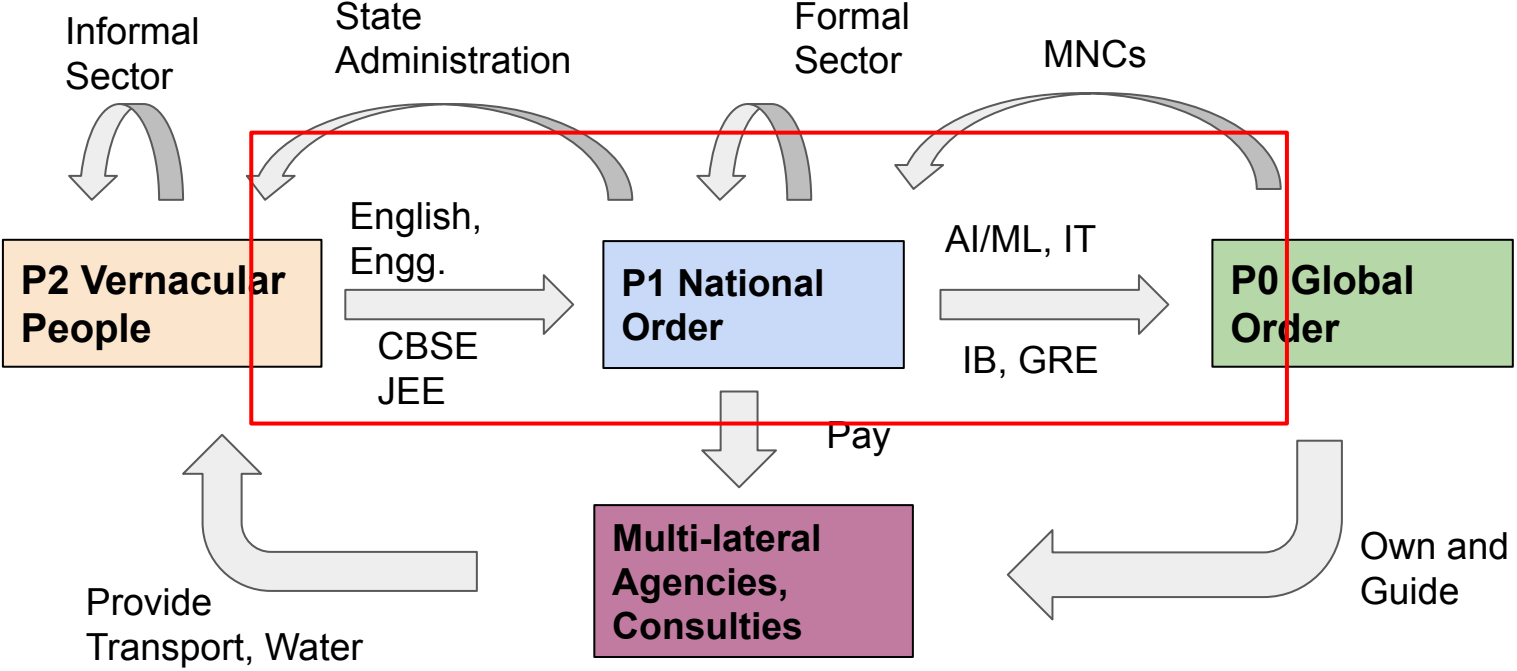 Informal
Sector
State
Administration
Formal
Sector
MNCs
English,
Engg.
AI/ML, IT
P2 Vernacular
People
P1 National
Order
P0 Global
Order
CBSE
JEE
IB, GRE
Pay
Multi-lateral
Agencies,
Consulties
Own and
Guide
Provide
Transport, Water